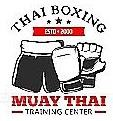 THAI BOXING
ESTD • 2000
MUAY THAI
TRAINING CENTER